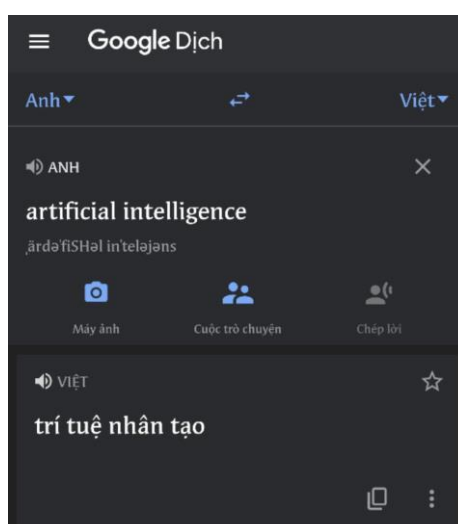 Google Dịch
Anh Việt
ANH
artificial intelligence
ˌärdəˈfiSHəl inˈteləjəns
Máy ảnh Cuộc trò chuyện Chép lời
VIỆT
trí tuệ nhân tạo